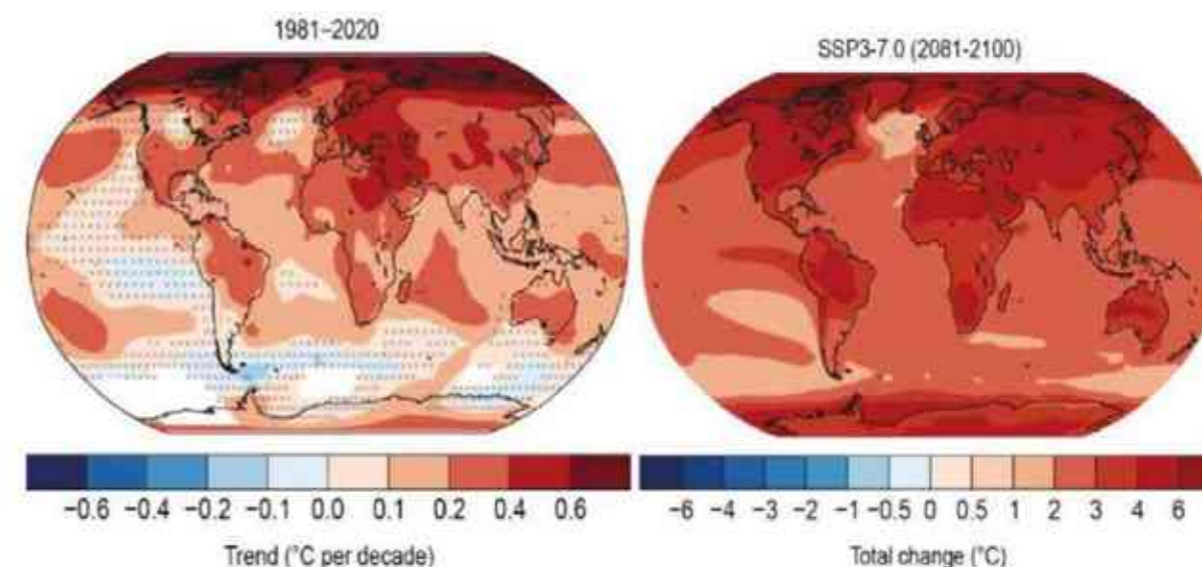 1981–2020
SSP3-7.0 (2081-2100)
−0.6 −0.4 −0.2 −0.1 0.0 0.1 0.2 0.4 0.6
−6 −4 −3 −2 −1 −0.5 0 0.5 1 2 3 4 6
Trend (°C per decade)
Total change (°C)